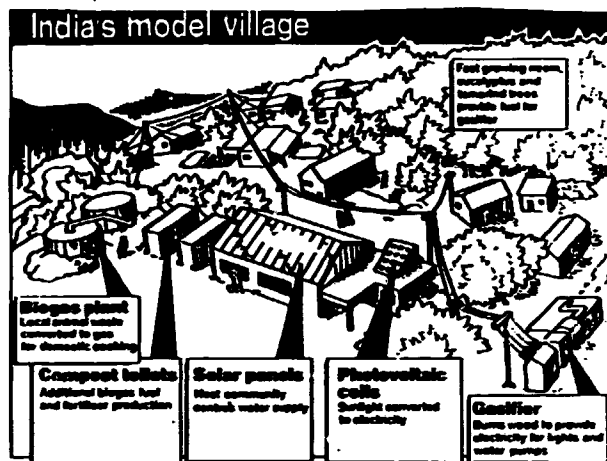 India's model village
Fast growing neem,
eucalyptus and
tamarind trees
provide fuel for
gasifier
Biogas plant
Local animal waste
converted to gas
for domestic cooking
Compost toilets
Additional biogas fuel
and fertiliser production
Solar panels
Heat community
centre water supply
Photovoltaic
cells
Sunlight converted
to electricity
Gasifier
Burns wood to provide
electricity for lights and
water pumps